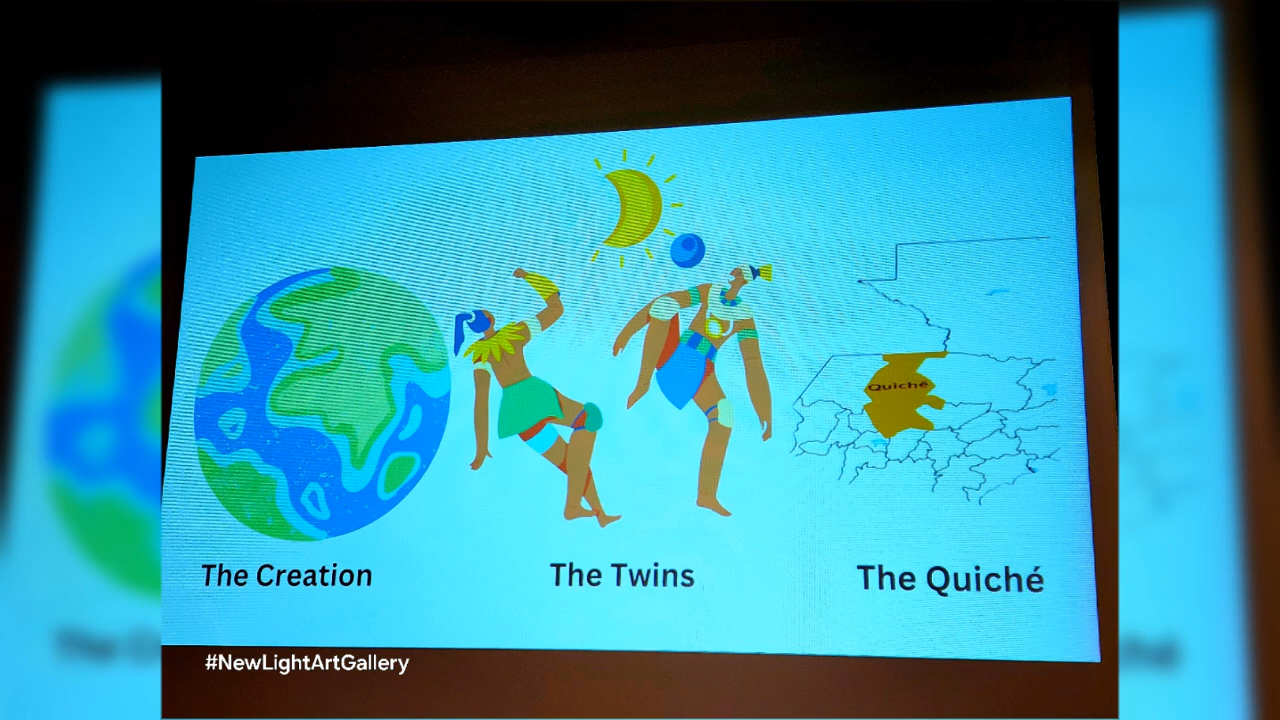 Quiché
The Creation
The Twins
The Quiché
#NewLightArtGallery